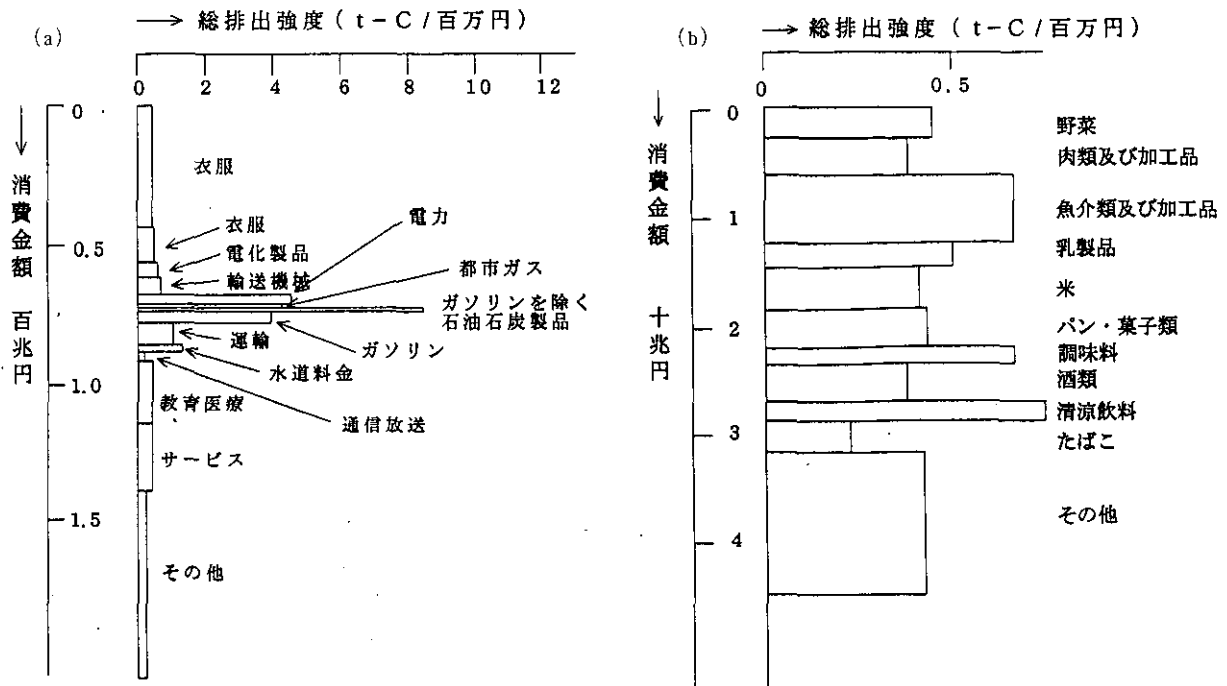 (a)
→ 総排出強度 ( t-C/百万円)
0 2 4 6 8 10 12
↓ 消費金額 百兆円
0
0.5
1.0
1.5
衣服
衣服
電化製品
輸送機械
電力
都市ガス
ガソリンを除く
石油石炭製品
ガソリン
運輸
水道料金
通信放送
教育医療
サービス
その他
(b)
→ 総排出強度 ( t-C/百万円)
0 0.5
↓ 消費金額 十兆円
0
1
2
3
4
野菜
肉類及び加工品
魚介類及び加工品
乳製品
米
パン・菓子類
調味料
酒類
清涼飲料
たばこ
その他